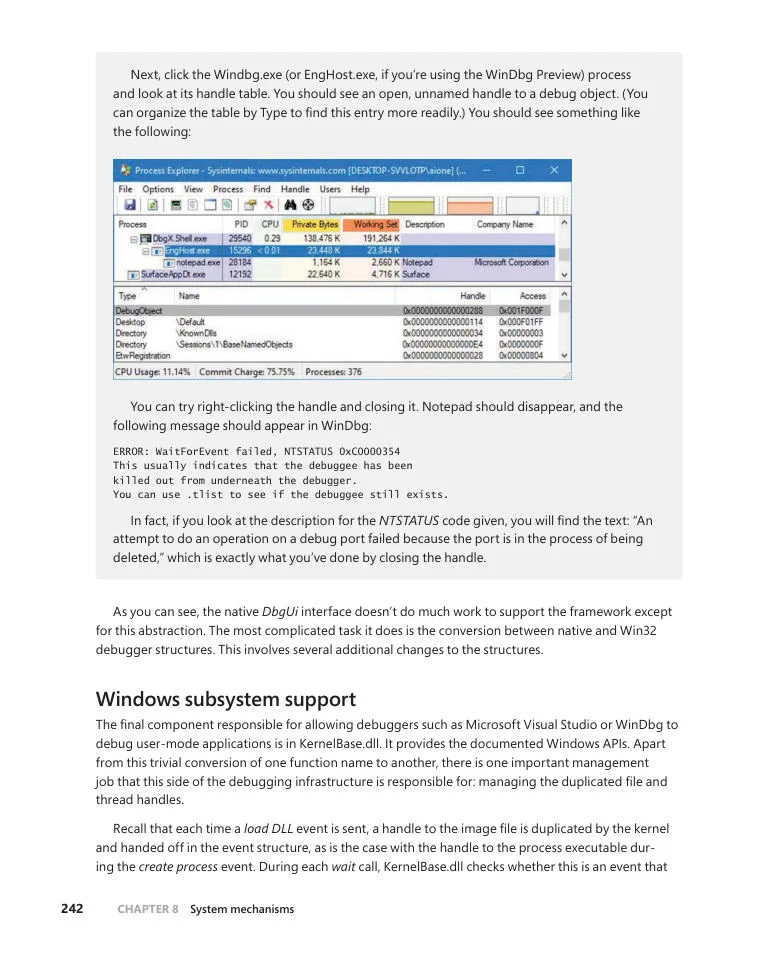 Next, click the Windbg.exe (or EngHost.exe, if you’re using the WinDbg Preview) process
and look at its handle table. You should see an open, unnamed handle to a debug object. (You
can organize the table by Type to find this entry more readily.) You should see something like
the following:
Process Explorer - Sysinternals: www.sysinternals.com [DESKTOP-SVVLOTP\aione] (...
File Options View Process Find Handle Users Help
Process PID CPU Private Bytes Working Set Description Company Name
DbgX.Shell.exe 29540 0.29 138,476 K 191,264 K
EngHost.exe 15296 < 0.01 23,448 K 23,844 K
notepad.exe 28184 1,164 K 2,660 K Notepad Microsoft Corporation
SurfaceAppDt.exe 12192 22,640 K 4,716 K Surface
Type Name Handle Access
DebugObject 0x0000000000000288 0x001F000F
Desktop \Default 0x0000000000000114 0x000F01FF
Directory \KnownDlls 0x0000000000000034 0x00000003
Directory \Sessions\1\BaseNamedObjects 0x00000000000000E4 0x0000000F
EtwRegistration 0x0000000000000028 0x00000804
CPU Usage: 11.14% Commit Charge: 75.75% Processes: 376
You can try right-clicking the handle and closing it. Notepad should disappear, and the
following message should appear in WinDbg:
ERROR: WaitForEvent failed, NTSTATUS 0xC0000354
This usually indicates that the debuggee has been
killed out from underneath the debugger.
You can use .tlist to see if the debuggee still exists.
In fact, if you look at the description for the NTSTATUS code given, you will find the text: “An
attempt to do an operation on a debug port failed because the port is in the process of being
deleted,” which is exactly what you’ve done by closing the handle.
As you can see, the native DbgUi interface doesn’t do much work to support the framework except
for this abstraction. The most complicated task it does is the conversion between native and Win32
debugger structures. This involves several additional changes to the structures.
Windows subsystem support
The final component responsible for allowing debuggers such as Microsoft Visual Studio or WinDbg to
debug user-mode applications is in KernelBase.dll. It provides the documented Windows APIs. Apart
from this trivial conversion of one function name to another, there is one important management
job that this side of the debugging infrastructure is responsible for: managing the duplicated file and
thread handles.
Recall that each time a load DLL event is sent, a handle to the image file is duplicated by the kernel
and handed off in the event structure, as is the case with the handle to the process executable dur-
ing the create process event. During each wait call, KernelBase.dll checks whether this is an event that
242 CHAPTER 8 System mechanisms